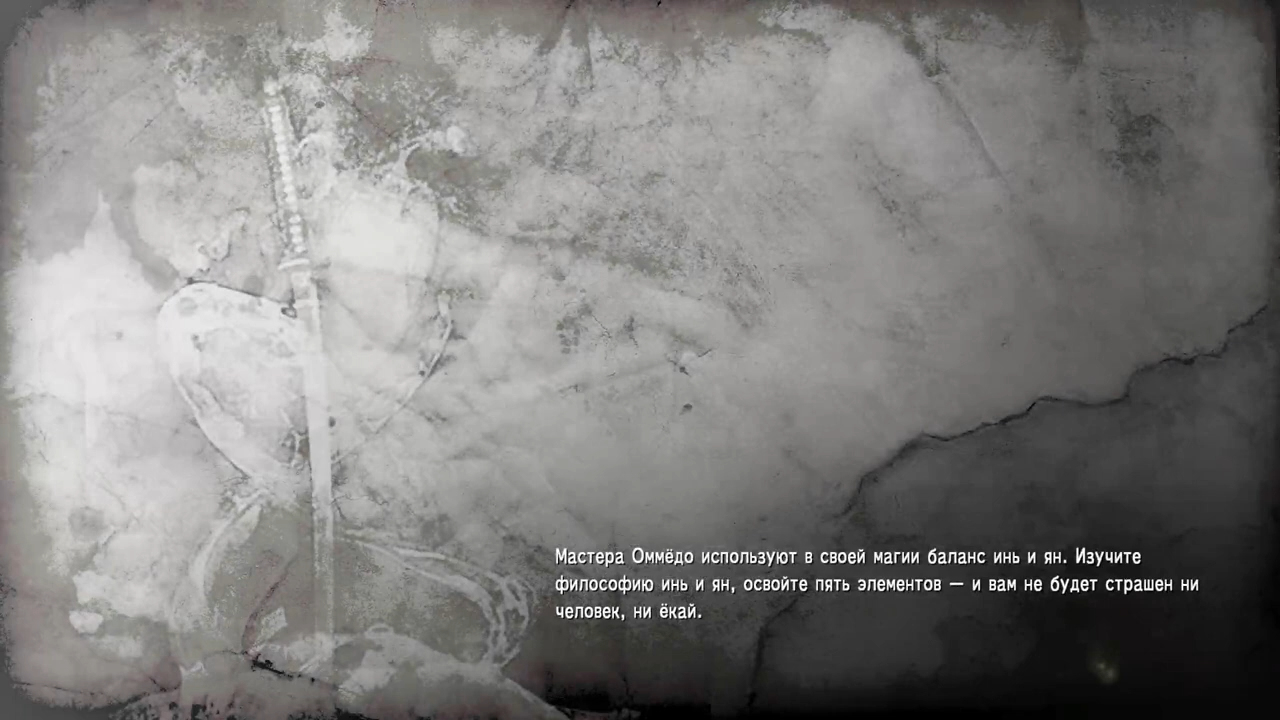 Мастера Оммёдо используют в своей магии баланс инь и ян. Изучите
философию инь и ян, освойте пять элементов — и вам не будет страшен ни
человек, ни ёкай.